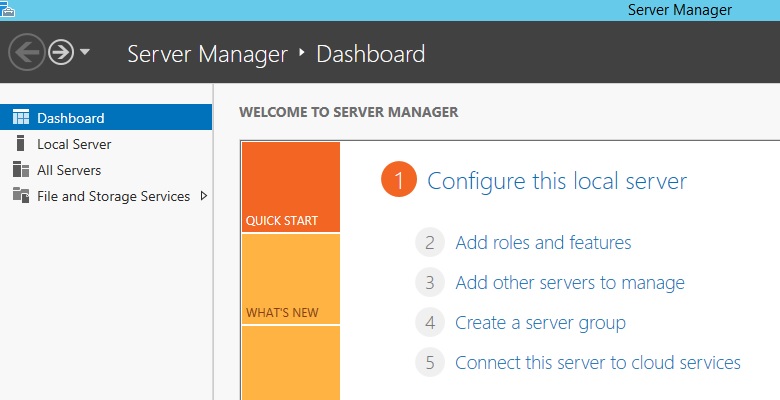 Server Manager
Server Manager ‣ Dashboard
Dashboard
Local Server
All Servers
File and Storage Services
WELCOME TO SERVER MANAGER
QUICK START
WHAT'S NEW
1 Configure this local server
2 Add roles and features
3 Add other servers to manage
4 Create a server group
5 Connect this server to cloud services